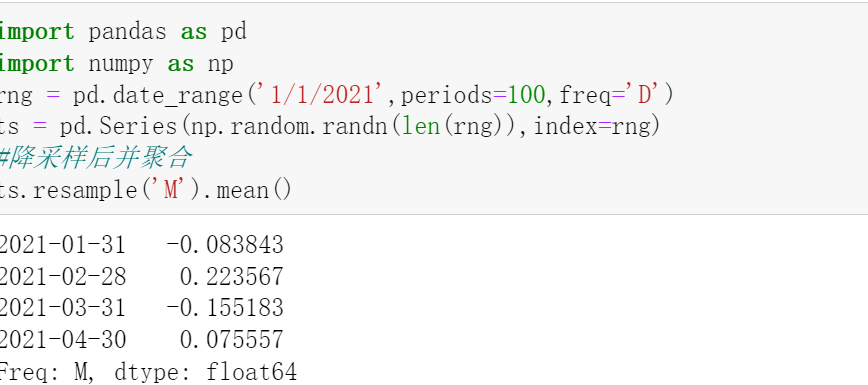 import pandas as pd
import numpy as np
rng = pd.date_range('1/1/2021',periods=100,freq='D')
ts = pd.Series(np.random.randn(len(rng)),index=rng)
#降采样后并聚合
ts.resample('M').mean()
2021-01-31   -0.083843
2021-02-28    0.223567
2021-03-31   -0.155183
2021-04-30    0.075557
Freq: M, dtype: float64